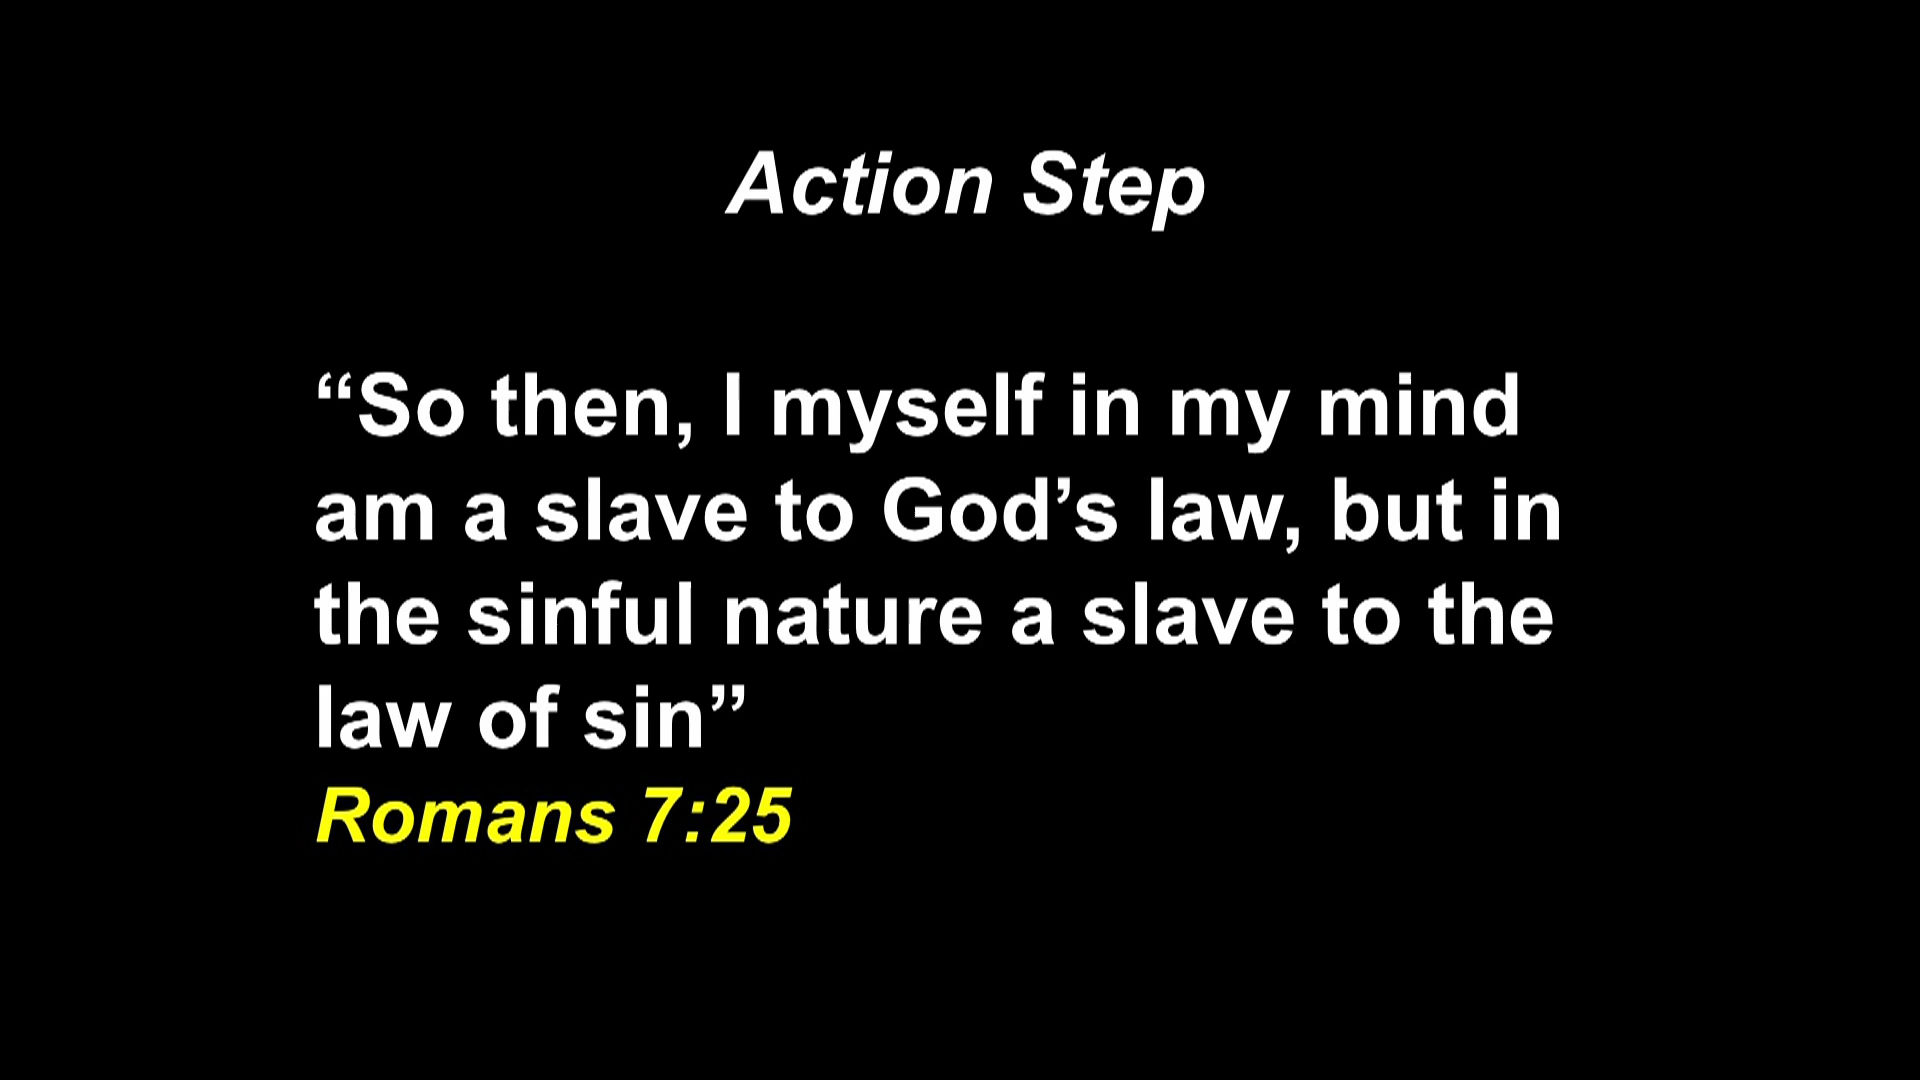 Action Step
“So then, I myself in my mind
am a slave to God’s law, but in
the sinful nature a slave to the
law of sin”
Romans 7:25